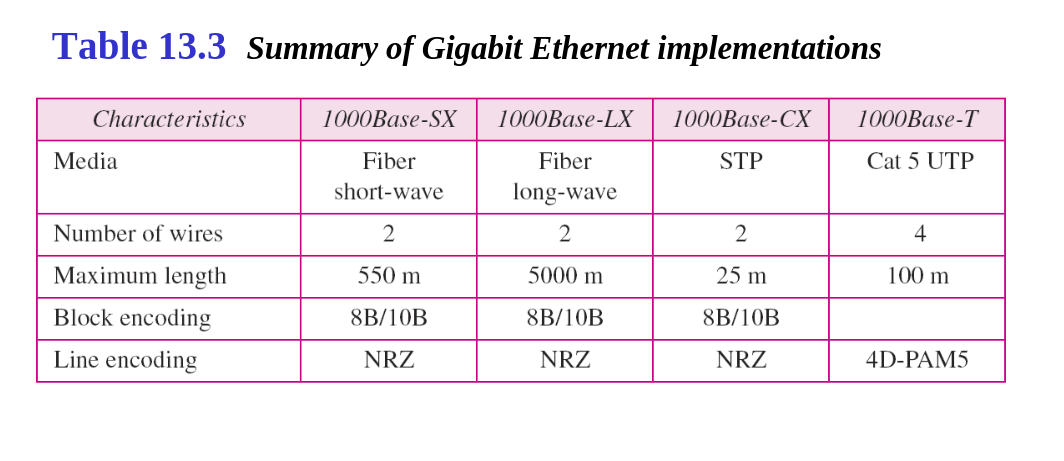 Table 13.3 Summary of Gigabit Ethernet implementations
Characteristics 1000Base-SX 1000Base-LX 1000Base-CX 1000Base-T
Media Fiber Fiber STP Cat 5 UTP
short-wave long-wave
Number of wires 2 2 2 4
Maximum length 550 m 5000 m 25 m 100 m
Block encoding 8B/10B 8B/10B 8B/10B
Line encoding NRZ NRZ NRZ 4D-PAM5